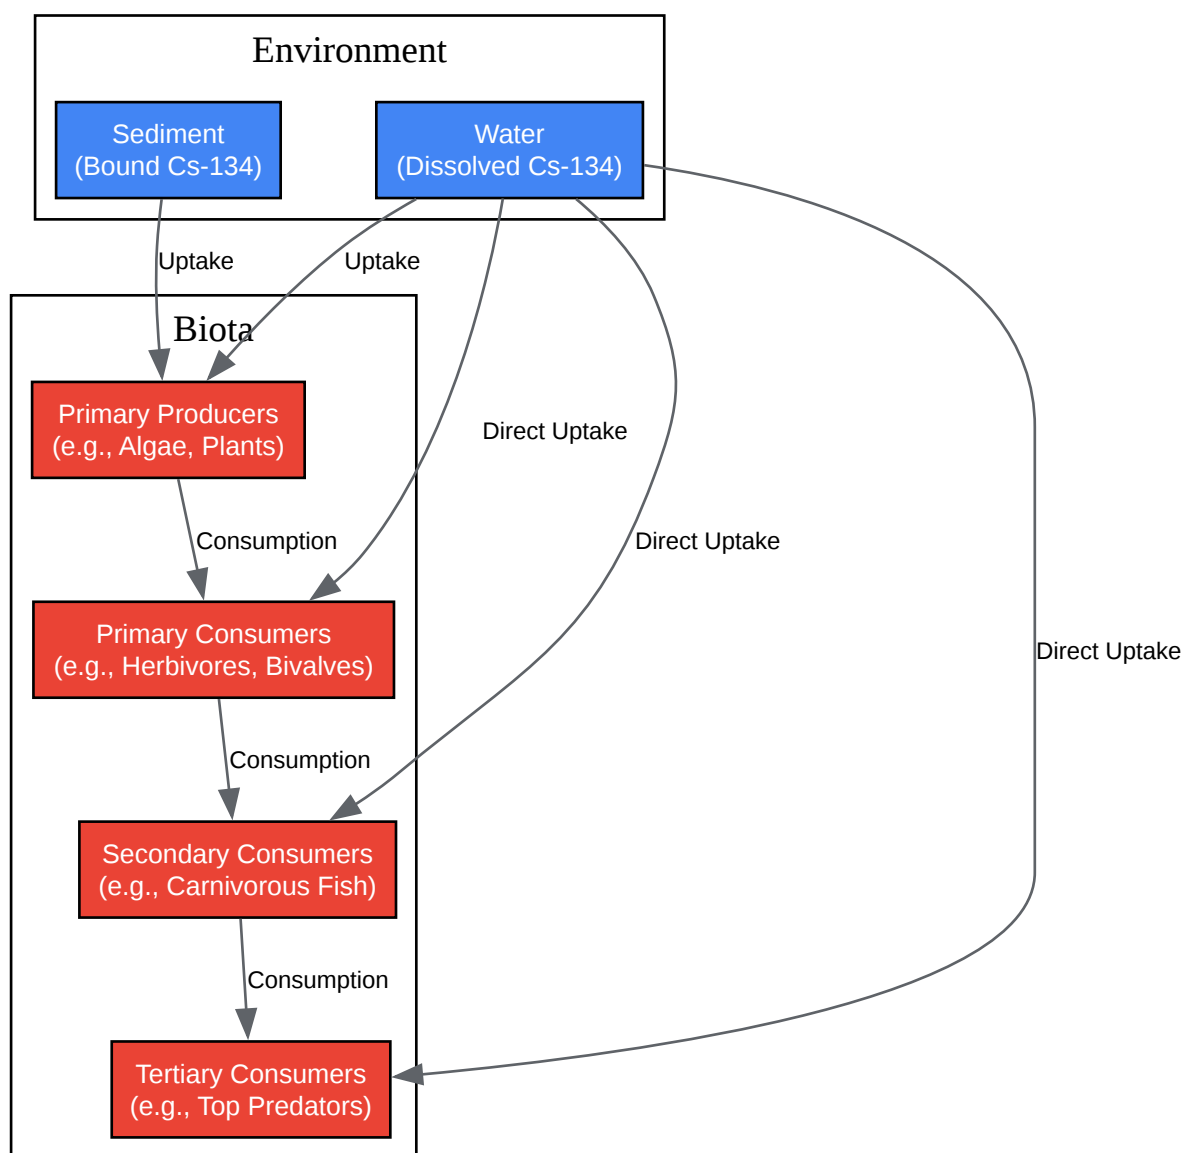 Environment
Sediment
(Bound Cs-134)
Water
(Dissolved Cs-134)
Uptake
Uptake
Biota
Primary Producers
(e.g., Algae, Plants)
Direct Uptake
Consumption
Direct Uptake
Primary Consumers
(e.g., Herbivores, Bivalves)
Direct Uptake
Consumption
Secondary Consumers
(e.g., Carnivorous Fish)
Consumption
Tertiary Consumers
(e.g., Top Predators)